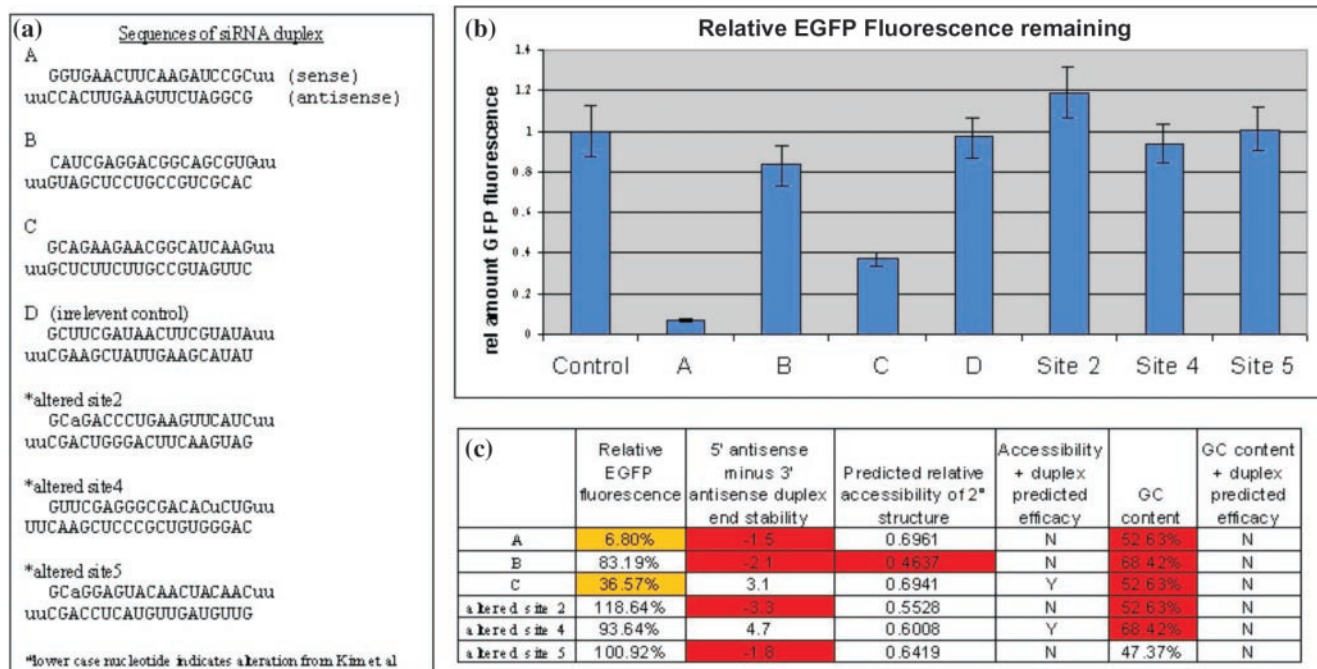 (a)
Sequences of siRNA duplex
A
GGUGAACUUCAAGAUCCGCuu (sense)
uuCCACUUGAAGUUCUAGGCG (antisense)
B
CAUCGAGGACGGCAGCGUGuu
uuGUAGCUCCUGCCGUCGCAC
C
GCAGAAGAACGGCAUCAAGuu
uuGCUCUUCUUGCCGUAGUUC
D (irrelevent control)
GCUUCGAUAACUUCGUAUAuu
uuCGAAGCUAUUGAAGCAUAU
*altered site2
GCaGACCCUGAAGUUCAUCuu
uuCGACUGGGACUUCAAGUAG
*altered site4
GUUCGAGGGCGACACuCUGuu
UUCAAGCUCCCGCUGUGGGAC
*altered site5
GCaGGAGUACAACUACAACuu
uuCGACCUCAUGUUGAUGUUG
*lower case nucleotide indicates alteration from Kim et al
(b)
Relative EGFP Fluorescence remaining
rel amount GFP fluorescence
1.4
1.2
1
0.8
0.6
0.4
0.2
0
Control A B C D Site 2 Site 4 Site 5
(c)
Relative EGFP fluorescence | 5' antisense minus 3' antisense duplex end stability | Predicted relative accessibility of 2° structure | Accessibility + duplex predicted efficacy | GC content | GC content + duplex predicted efficacy
A 6.80% -1.5 0.6961 N 52.63% N
B 83.19% -2.1 0.4637 N 68.42% N
C 36.57% 3.1 0.6941 Y 52.63% N
altered site 2 118.64% -3.3 0.5528 N 52.63% N
altered site 4 93.64% 4.7 0.6008 Y 68.42% N
altered site 5 100.92% -1.8 0.6419 N 47.37% N